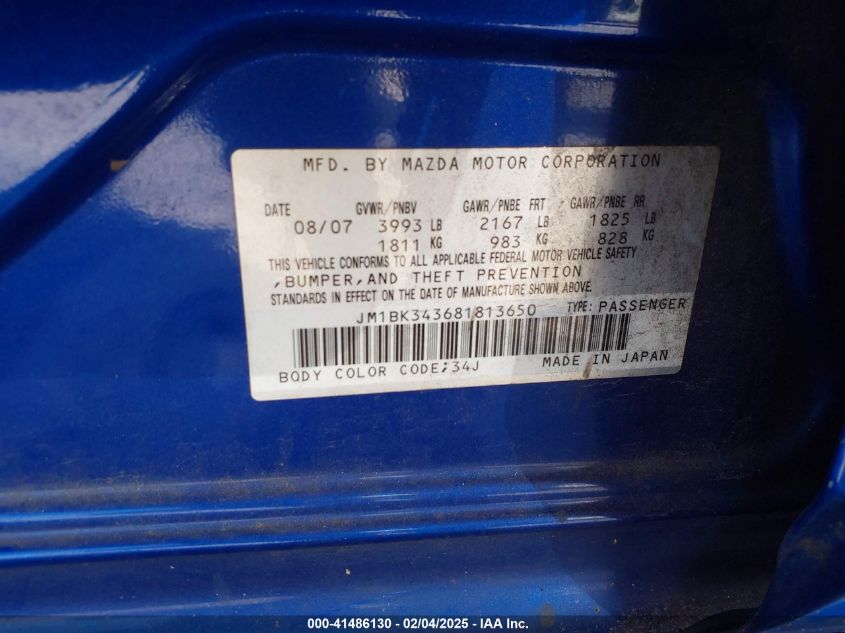 MFD. BY MAZDA MOTOR CORPORATION
DATE GVWR/PNBV GAWR/PNBE FRT GAWR/PNBE RR
08/07 3993 LB 2167 LB 1825 LB
1811 KG 983 KG 828 KG
THIS VEHICLE CONFORMS TO ALL APPLICABLE FEDERAL MOTOR VEHICLE SAFETY
,BUMPER,AND THEFT PREVENTION
STANDARDS IN EFFECT ON THE DATE OF MANUFACTURE SHOWN ABOVE.
JM1BK343681813650 TYPE: PASSENGER
BODY COLOR CODE;34J MADE IN JAPAN
000-41486130 - 02/04/2025 - IAA Inc.